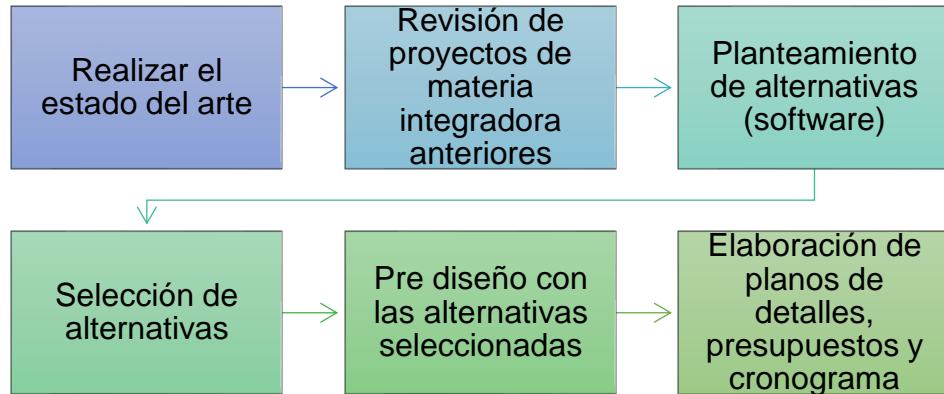 Realizar el
estado del arte
Revisión de
proyectos de
materia
integradora
anteriores
Planteamiento
de alternativas
(software)
Selección de
alternativas
Pre diseño con
las alternativas
seleccionadas
Elaboración de
planos de
detalles,
presupuestos y
cronograma